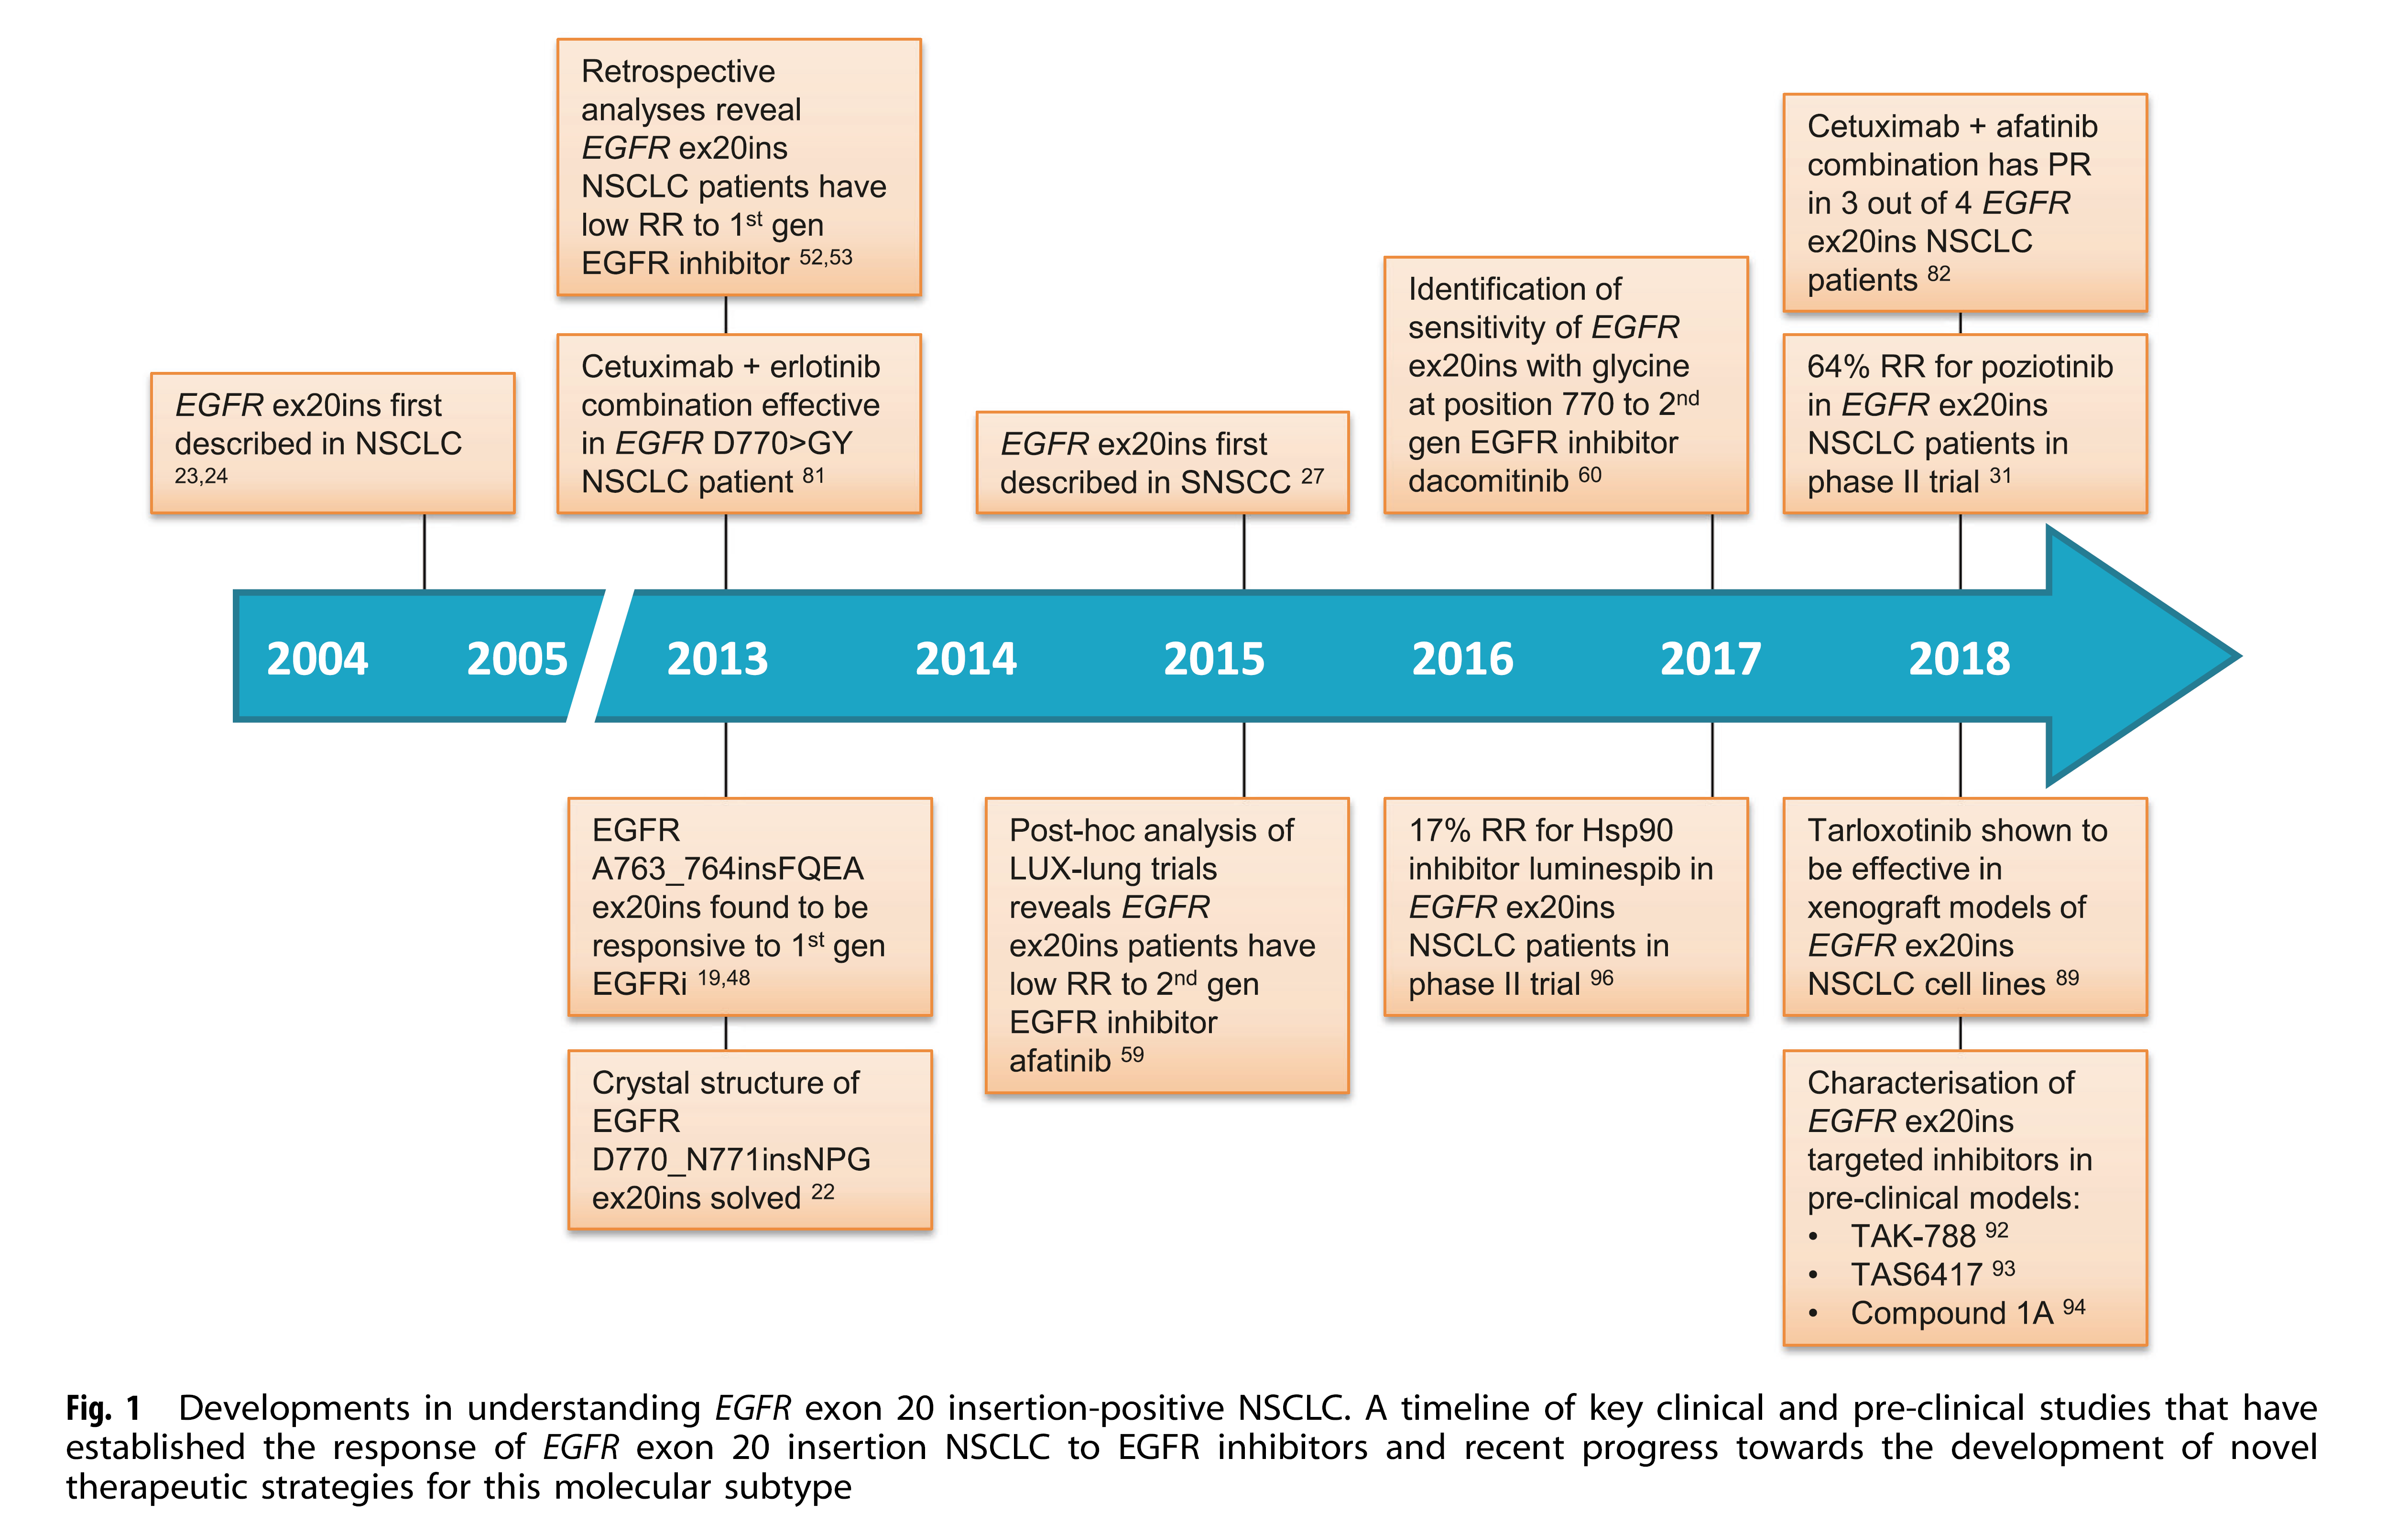 Retrospective
analyses reveal
EGFR ex20ins
NSCLC patients have
low RR to 1st gen
EGFR inhibitor 52,53
Cetuximab + afatinib
combination has PR
in 3 out of 4 EGFR
ex20ins NSCLC
patients 82
Identification of
sensitivity of EGFR
ex20ins with glycine
at position 770 to 2nd
gen EGFR inhibitor
dacomitinib 60
EGFR ex20ins first
described in NSCLC
23,24
Cetuximab + erlotinib
combination effective
in EGFR D770>GY
NSCLC patient 81
EGFR ex20ins first
described in SNSCC 27
64% RR for poziotinib
in EGFR ex20ins
NSCLC patients in
phase II trial 31
2004 2005 2013 2014 2015 2016 2017 2018
EGFR
A763_764insFQEA
ex20ins found to be
responsive to 1st gen
EGFRi 19,48
Crystal structure of
EGFR
D770_N771insNPG
ex20ins solved 22
Post-hoc analysis of
LUX-lung trials
reveals EGFR
ex20ins patients have
low RR to 2nd gen
EGFR inhibitor
afatinib 59
17% RR for Hsp90
inhibitor luminespib in
EGFR ex20ins
NSCLC patients in
phase II trial 96
Tarloxotinib shown to
be effective in
xenograft models of
EGFR ex20ins
NSCLC cell lines 89
Characterisation of
EGFR ex20ins
targeted inhibitors in
pre-clinical models:
• TAK-788 92
• TAS6417 93
• Compound 1A 94
Fig. 1 Developments in understanding EGFR exon 20 insertion-positive NSCLC. A timeline of key clinical and pre-clinical studies that have
established the response of EGFR exon 20 insertion NSCLC to EGFR inhibitors and recent progress towards the development of novel
therapeutic strategies for this molecular subtype